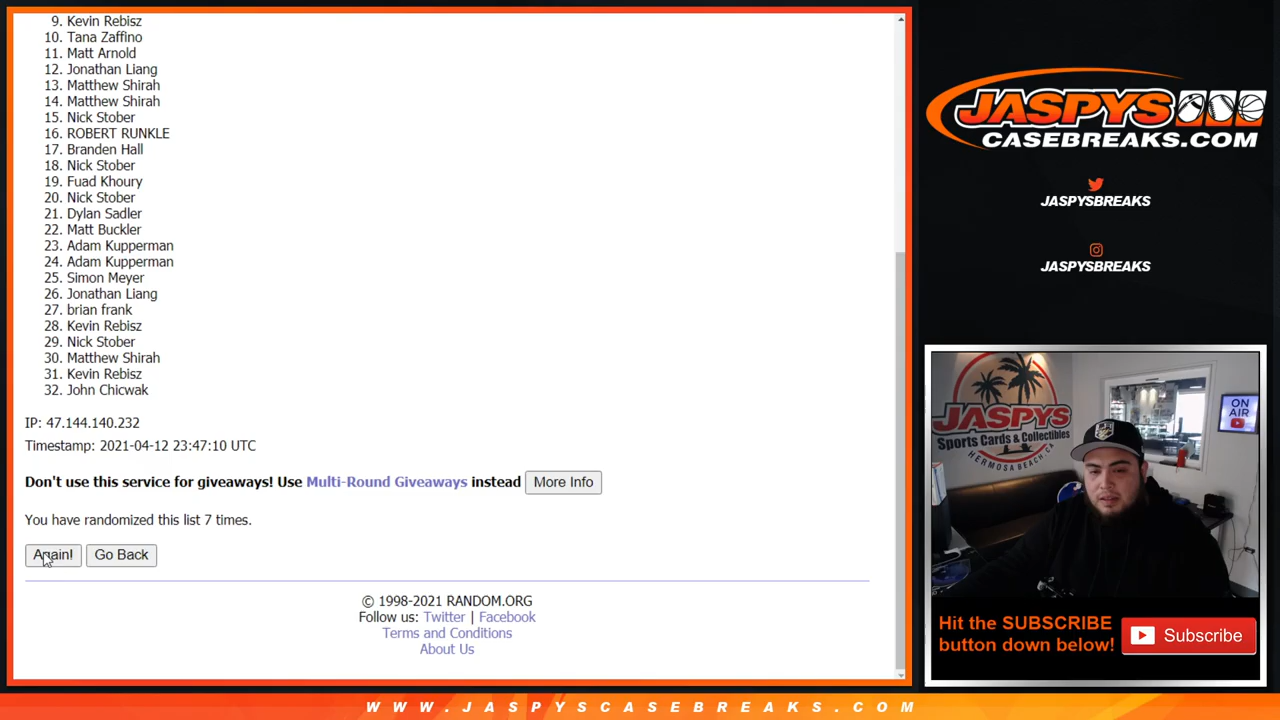 9. Kevin Rebisz
10. Tana Zaffino
11. Matt Arnold
12. Jonathan Liang
13. Matthew Shirah
14. Matthew Shirah
15. Nick Stober
16. ROBERT RUNKLE
17. Branden Hall
18. Nick Stober
19. Fuad Khoury
20. Nick Stober
21. Dylan Sadler
22. Matt Buckler
23. Adam Kupperman
24. Adam Kupperman
25. Simon Meyer
26. Jonathan Liang
27. brian frank
28. Kevin Rebisz
29. Nick Stober
30. Matthew Shirah
31. Kevin Rebisz
32. John Chicwak
IP: 47.144.140.232
Timestamp: 2021-04-12 23:47:10 UTC
Don't use this service for giveaways! Use Multi-Round Giveaways instead More Info
You have randomized this list 7 times.
Again! Go Back
© 1998-2021 RANDOM.ORG
Follow us: Twitter | Facebook
Terms and Conditions
About Us
JASPYS
CASEBREAKS.COM
JASPYSBREAKS
JASPYSBREAKS
JASPYS
Sports Cards & Collectibles
HERMOSA BEACH, CA
ON
AIR
Hit the SUBSCRIBE
button down below!
Subscribe
WWW.JASPYSCASEBREAKS.COM